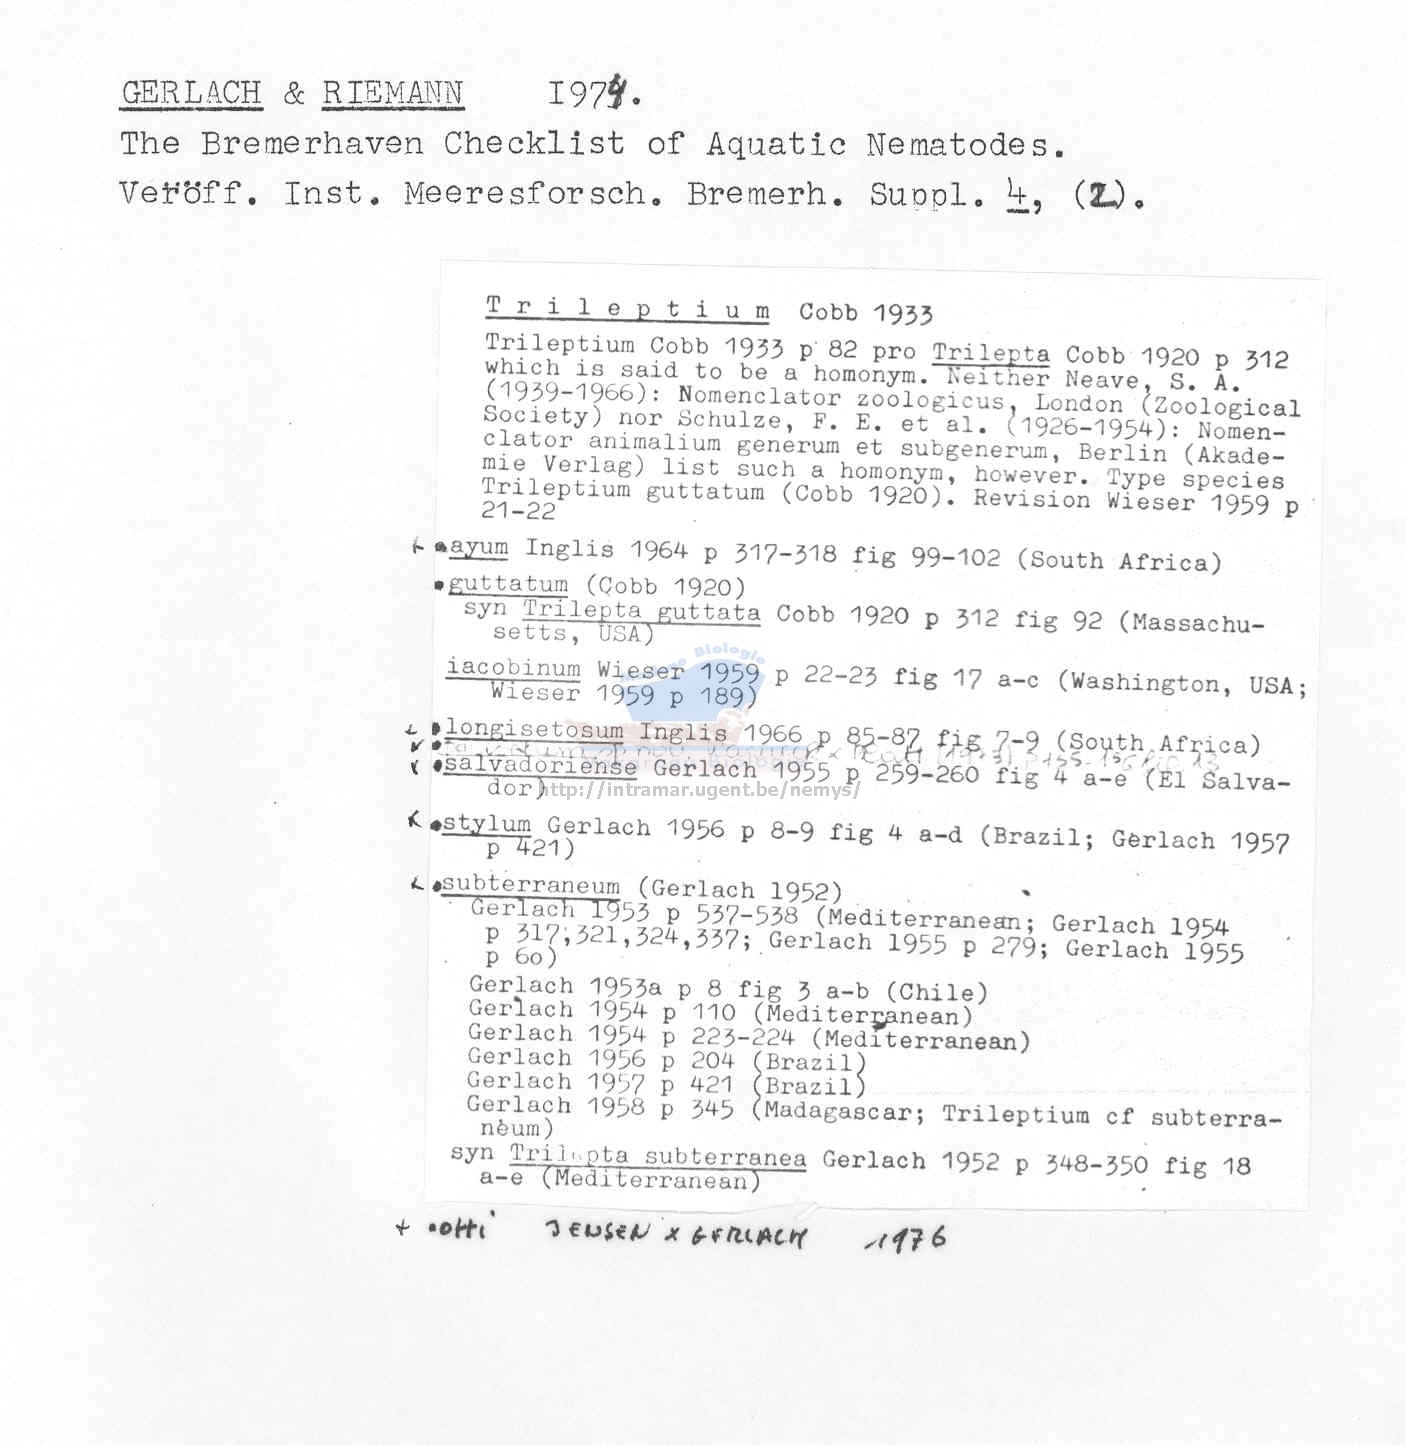 GERLACH & RIEMANN 1974.
The Bremerhaven Checklist of Aquatic Nematodes.
Veröff. Inst. Meeresforsch. Bremerh. Suppl. 4, (2).
Trileptium Cobb 1933
Trileptium Cobb 1933 p 82 pro Trilepta Cobb 1920 p 312
which is said to be a homonym. Neither Neave, S. A.
(1939-1966): Nomenclator zoologicus, London (Zoological
Society) nor Schulze, F. E. et al. (1926-1954): Nomen-
clator animalium generum et subgenerum, Berlin (Akade-
mie Verlag) list such a homonym, however. Type species
Trileptium guttatum (Cobb 1920). Revision Wieser 1959 p
21-22
+ •ayum Inglis 1964 p 317-318 fig 99-102 (South Africa)
•guttatum (Cobb 1920)
syn Trilepta guttata Cobb 1920 p 312 fig 92 (Massachu-
setts, USA)
iacobinum Wieser 1959 p 22-23 fig 17 a-c (Washington, USA;
Wieser 1959 p 189)
•longisetosum Inglis 1966 p 85-87 fig 7-9 (South Africa)
•salvadoriense Gerlach 1955 p 259-260 fig 4 a-e (El Salva-
dor)
http://intramar.ugent.be/nemys/
•stylum Gerlach 1956 p 8-9 fig 4 a-d (Brazil; Gerlach 1957
p 421)
•subterraneum (Gerlach 1952)
Gerlach 1953 p 537-538 (Mediterranean; Gerlach 1954
p 317,321,324,337; Gerlach 1955 p 279; Gerlach 1955
p 60)
Gerlach 1953a p 8 fig 3 a-b (Chile)
Gerlach 1954 p 110 (Mediterranean)
Gerlach 1954 p 223-224 (Mediterranean)
Gerlach 1956 p 204 (Brazil)
Gerlach 1957 p 421 (Brazil)
Gerlach 1958 p 345 (Madagascar; Trileptium cf subterra-
neum)
syn Trilepta subterranea Gerlach 1952 p 348-350 fig 18
a-e (Mediterranean)
+ •otti JENSEN x GERLACH 1976